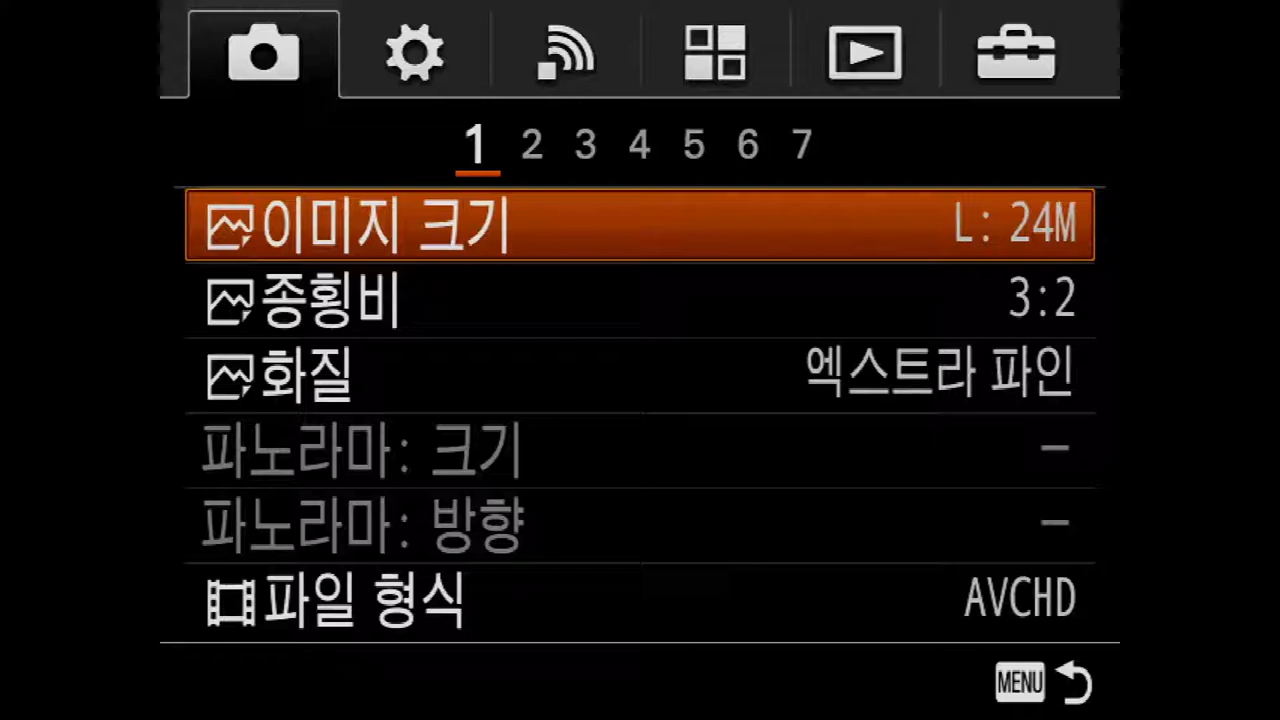 1 2 3 4 5 6 7
이미지 크기 L: 24M
종횡비 3:2
화질 엑스트라 파인
파노라마: 크기 –
파노라마: 방향 –
파일 형식 AVCHD
MENU